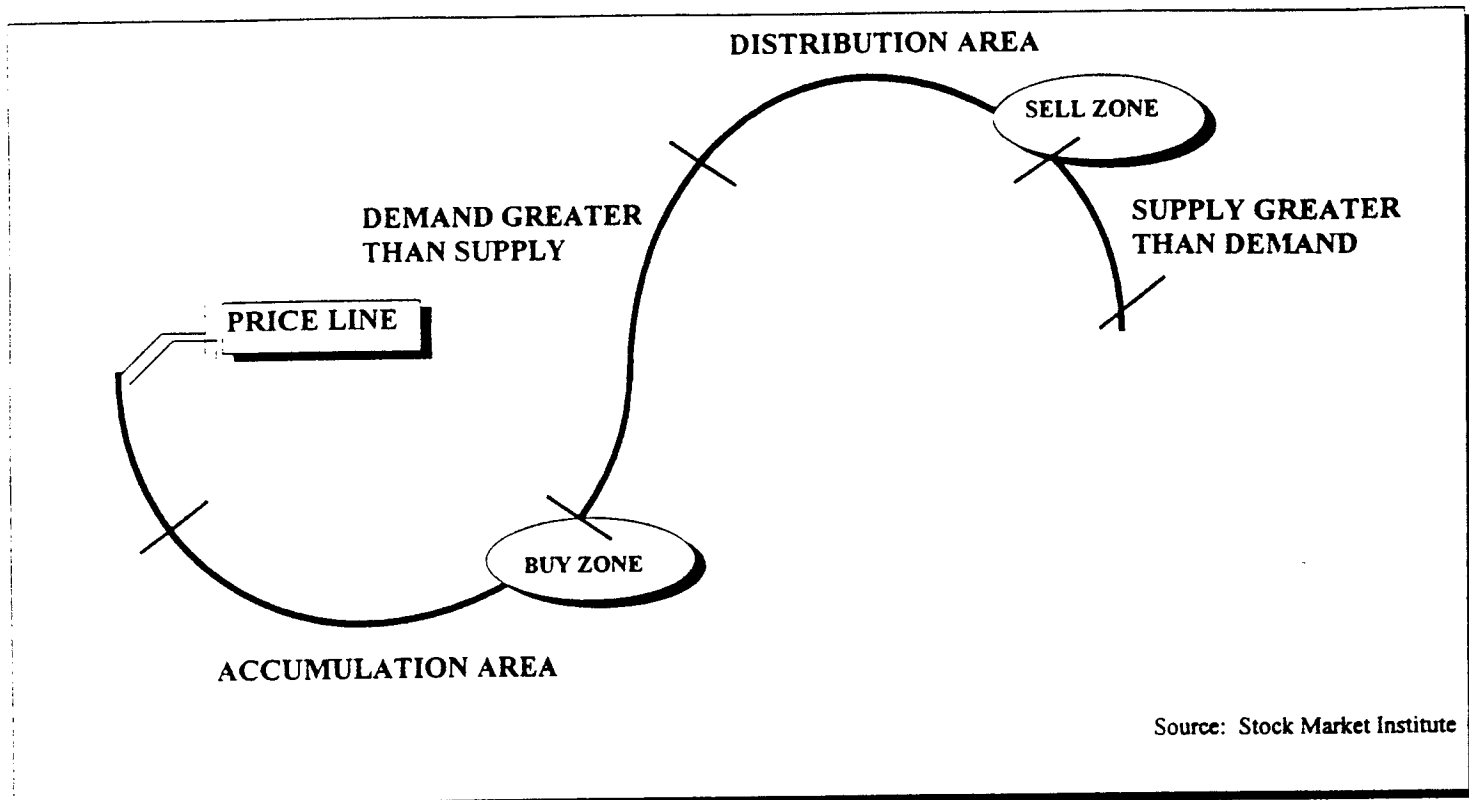 DISTRIBUTION AREA
SELL ZONE
DEMAND GREATER
THAN SUPPLY
SUPPLY GREATER
THAN DEMAND
PRICE LINE
BUY ZONE
ACCUMULATION AREA
Source: Stock Market Institute